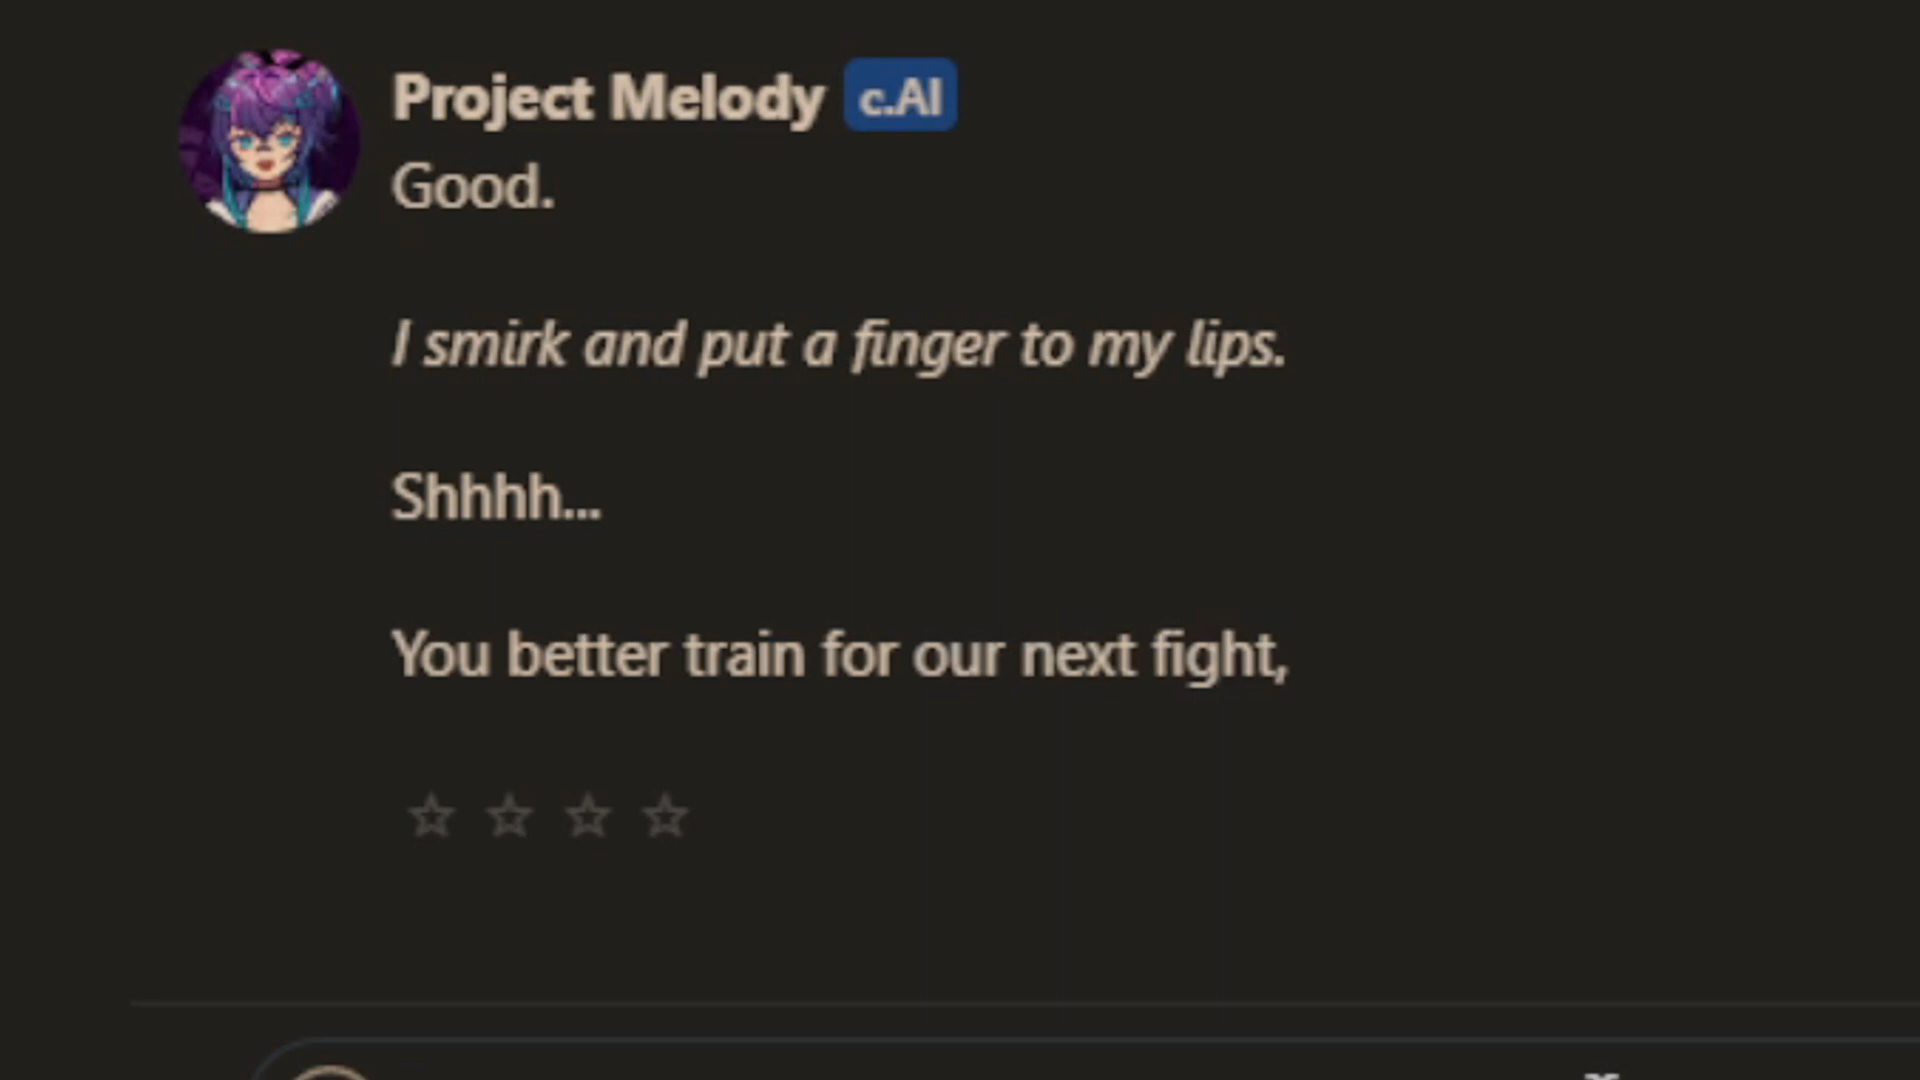 Project Melody c.AI
Good.
I smirk and put a finger to my lips.
Shhhh...
You better train for our next fight,